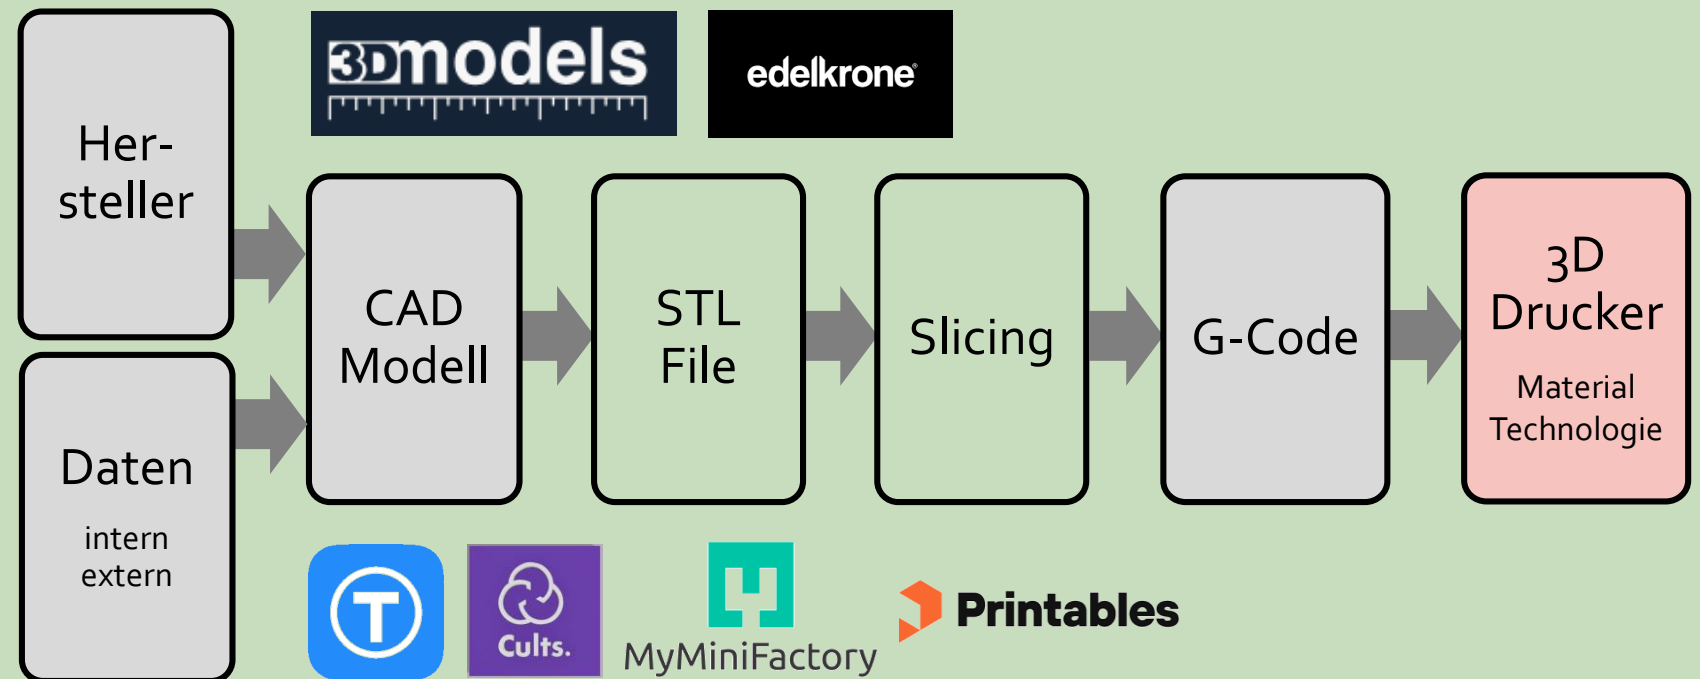 Her-
steller
3Dmodels
edelkrone®
CAD
Modell
STL
File
Slicing
G-Code
3D
Drucker
Material
Technologie
Daten
intern
extern
T
Cults.
MyMiniFactory
Printables